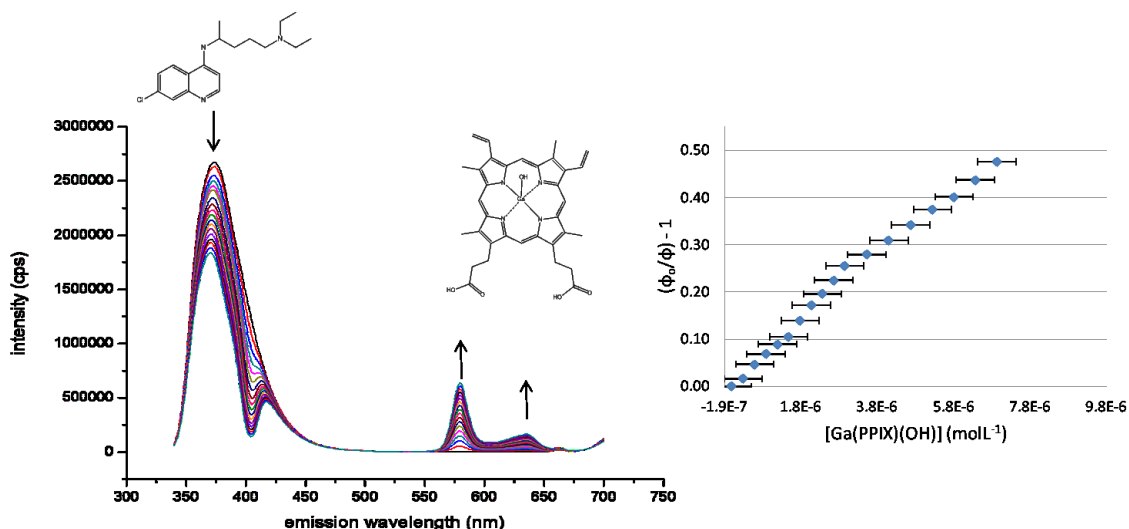 N
N
Cl
N
3000000
2500000
2000000
1500000
1000000
500000
0
intensity (cps)
300 350 400 450 500 550 600 650 700 750
emission wavelength (nm)
OH
N N
Ga
N N
HO O
HO O
0.50
0.40
0.30
0.20
0.10
0.00
(ϕₒ/ϕ) - 1
-1.9E-7 1.8E-6 3.8E-6 5.8E-6 7.8E-6 9.8E-6
[Ga(PPIX)(OH)] (molL⁻¹)